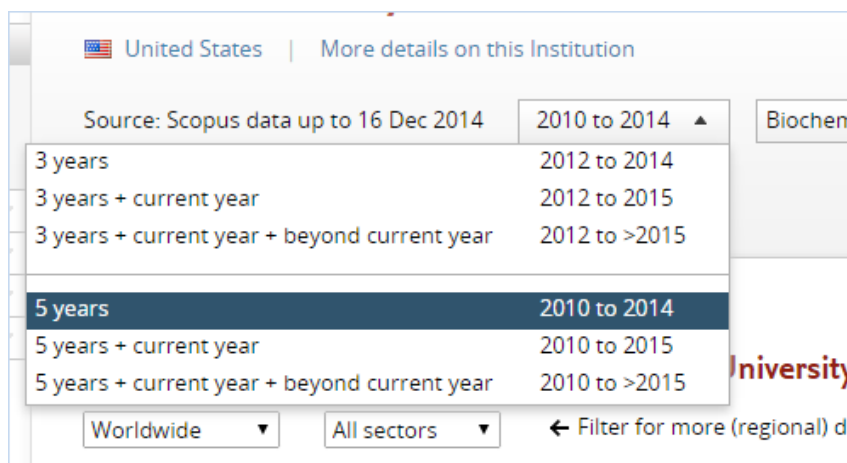 United States | More details on this Institution
Source: Scopus data up to 16 Dec 2014 2010 to 2014 Biochem
3 years 2012 to 2014
3 years + current year 2012 to 2015
3 years + current year + beyond current year 2012 to >2015
5 years 2010 to 2014
5 years + current year 2010 to 2015
5 years + current year + beyond current year 2010 to >2015
University
Worldwide All sectors Filter for more (regional) d